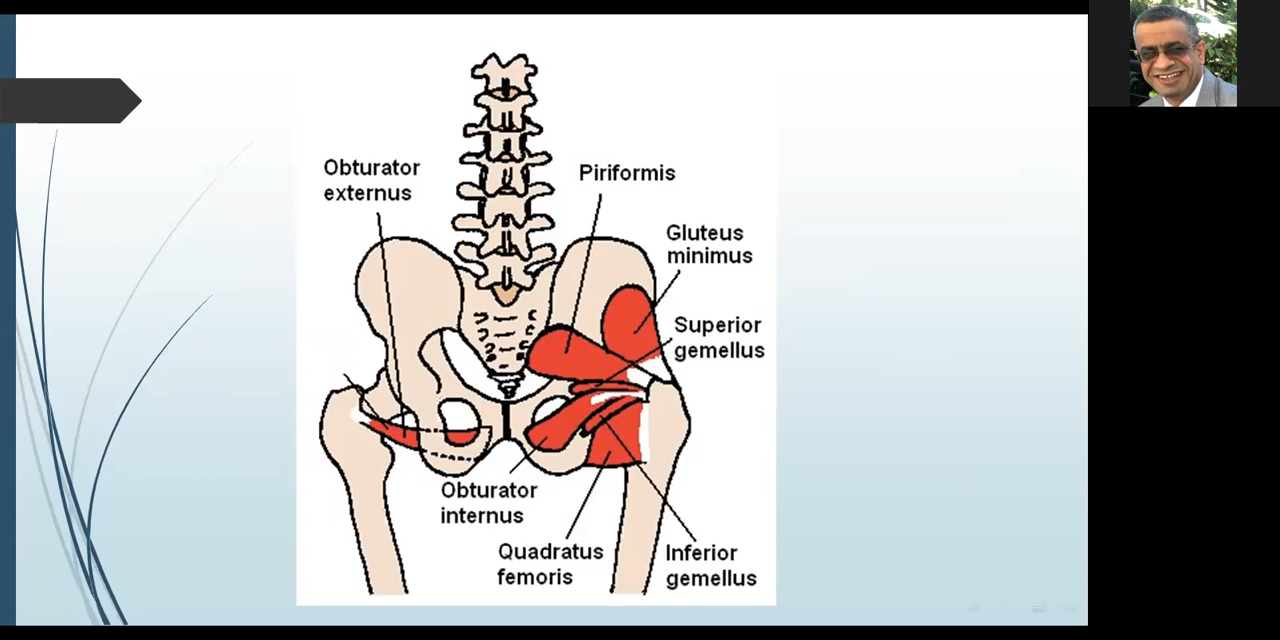 Obturator
externus
Piriformis
Gluteus
minimus
Superior
gemellus
Obturator
internus
Quadratus
femoris
Inferior
gemellus